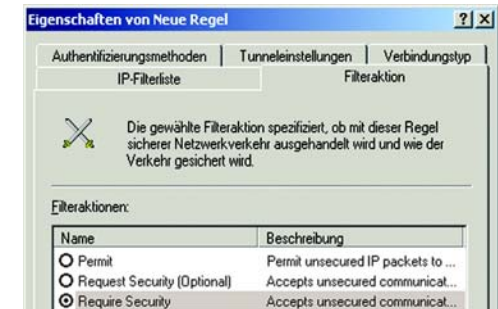 Eigenschaften von Neue Regel
Authentifizierungsmethoden Tunneleinstellungen Verbindungstyp
IP-Filterliste Filteraktion
Die gewählte Filteraktion spezifiziert, ob mit dieser Regel
sicherer Netzwerkverkehr ausgehandelt wird und wie der
Verkehr gesichert wird.
Filteraktionen:
Name Beschreibung
Permit Permit unsecured IP packets to ...
Request Security (Optional) Accepts unsecured communicat...
Require Security Accepts unsecured communicat...